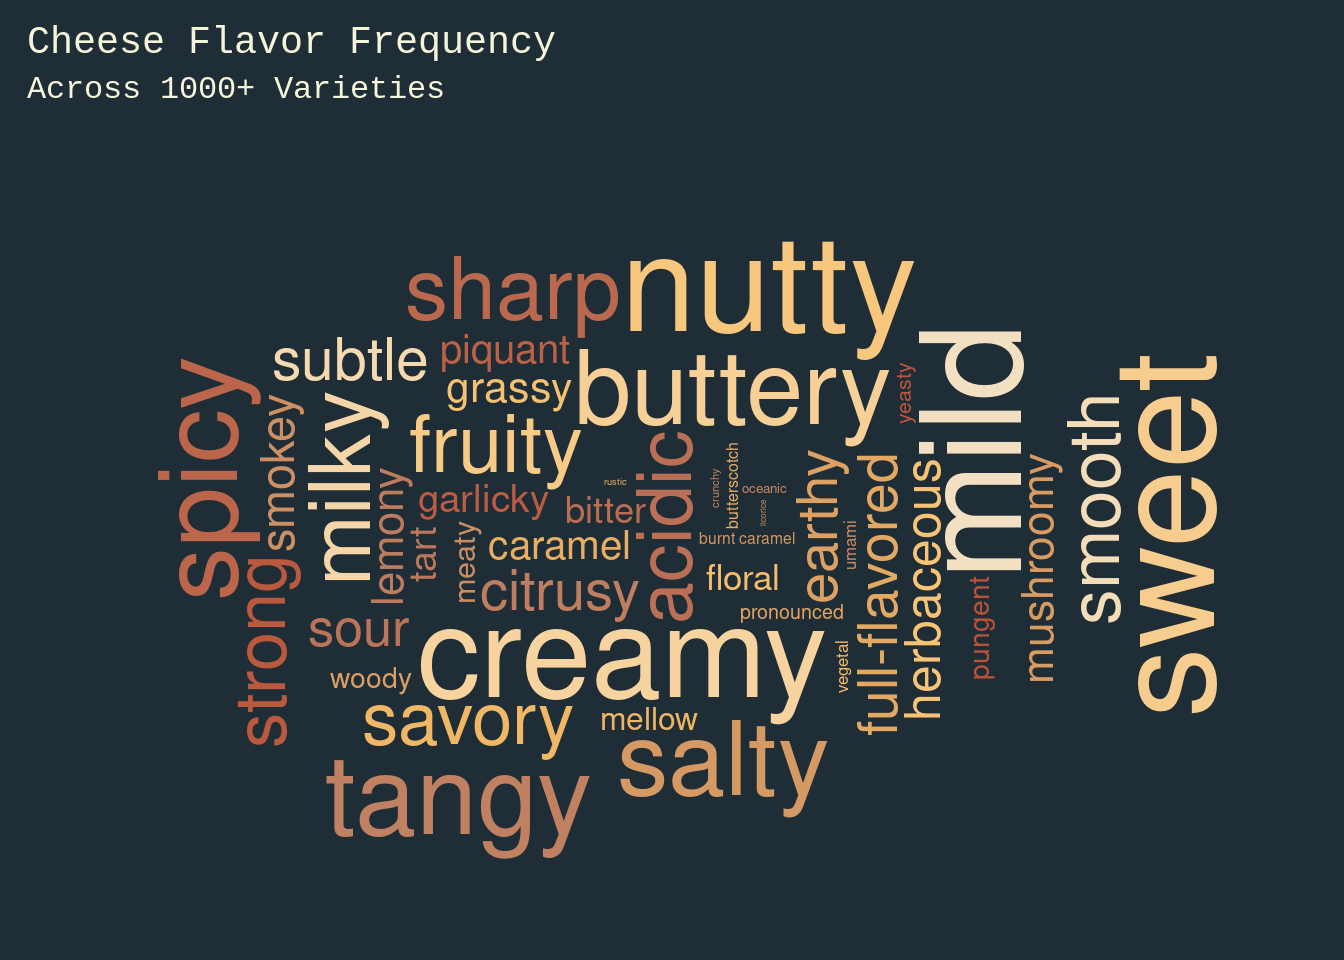 Cheese Flavor Frequency
Across 1000+ Varieties
sharp
nutty
subtle
piquant
grassy
buttery
mild
sweet
yeasty
spicy
smokey
milky
fruity
smooth
lemony
garlicky
rustic
bitter
acidic
crunchy
butterscotch
oceanic
licorice
earthy
full-flavored
herbaceous
mushroomy
tart
meaty
caramel
burnt caramel
umami
citrusy
floral
pronounced
pungent
strong
sour
creamy
vegetal
woody
savory
mellow
salty
tangy